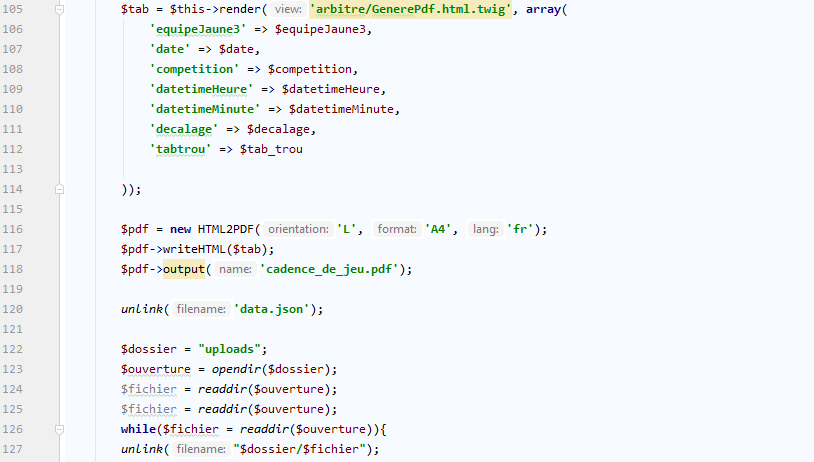 105 $tab = $this->render( view: 'arbitre/GenerePdf.html.twig', array(
106 'equipeJaune3' => $equipeJaune3,
107 'date' => $date,
108 'competition' => $competition,
109 'datetimeHeure' => $datetimeHeure,
110 'datetimeMinute' => $datetimeMinute,
111 'decalage' => $decalage,
112 'tabtrou' => $tab_trou
113
114 ));
115
116 $pdf = new HTML2PDF( orientation: 'L', format: 'A4', lang: 'fr');
117 $pdf->writeHTML($tab);
118 $pdf->output( name: 'cadence_de_jeu.pdf');
119
120 unlink( filename: 'data.json');
121
122 $dossier = "uploads";
123 $ouverture = opendir($dossier);
124 $fichier = readdir($ouverture);
125 $fichier = readdir($ouverture);
126 while($fichier = readdir($ouverture)){
127 unlink( filename: "$dossier/$fichier");